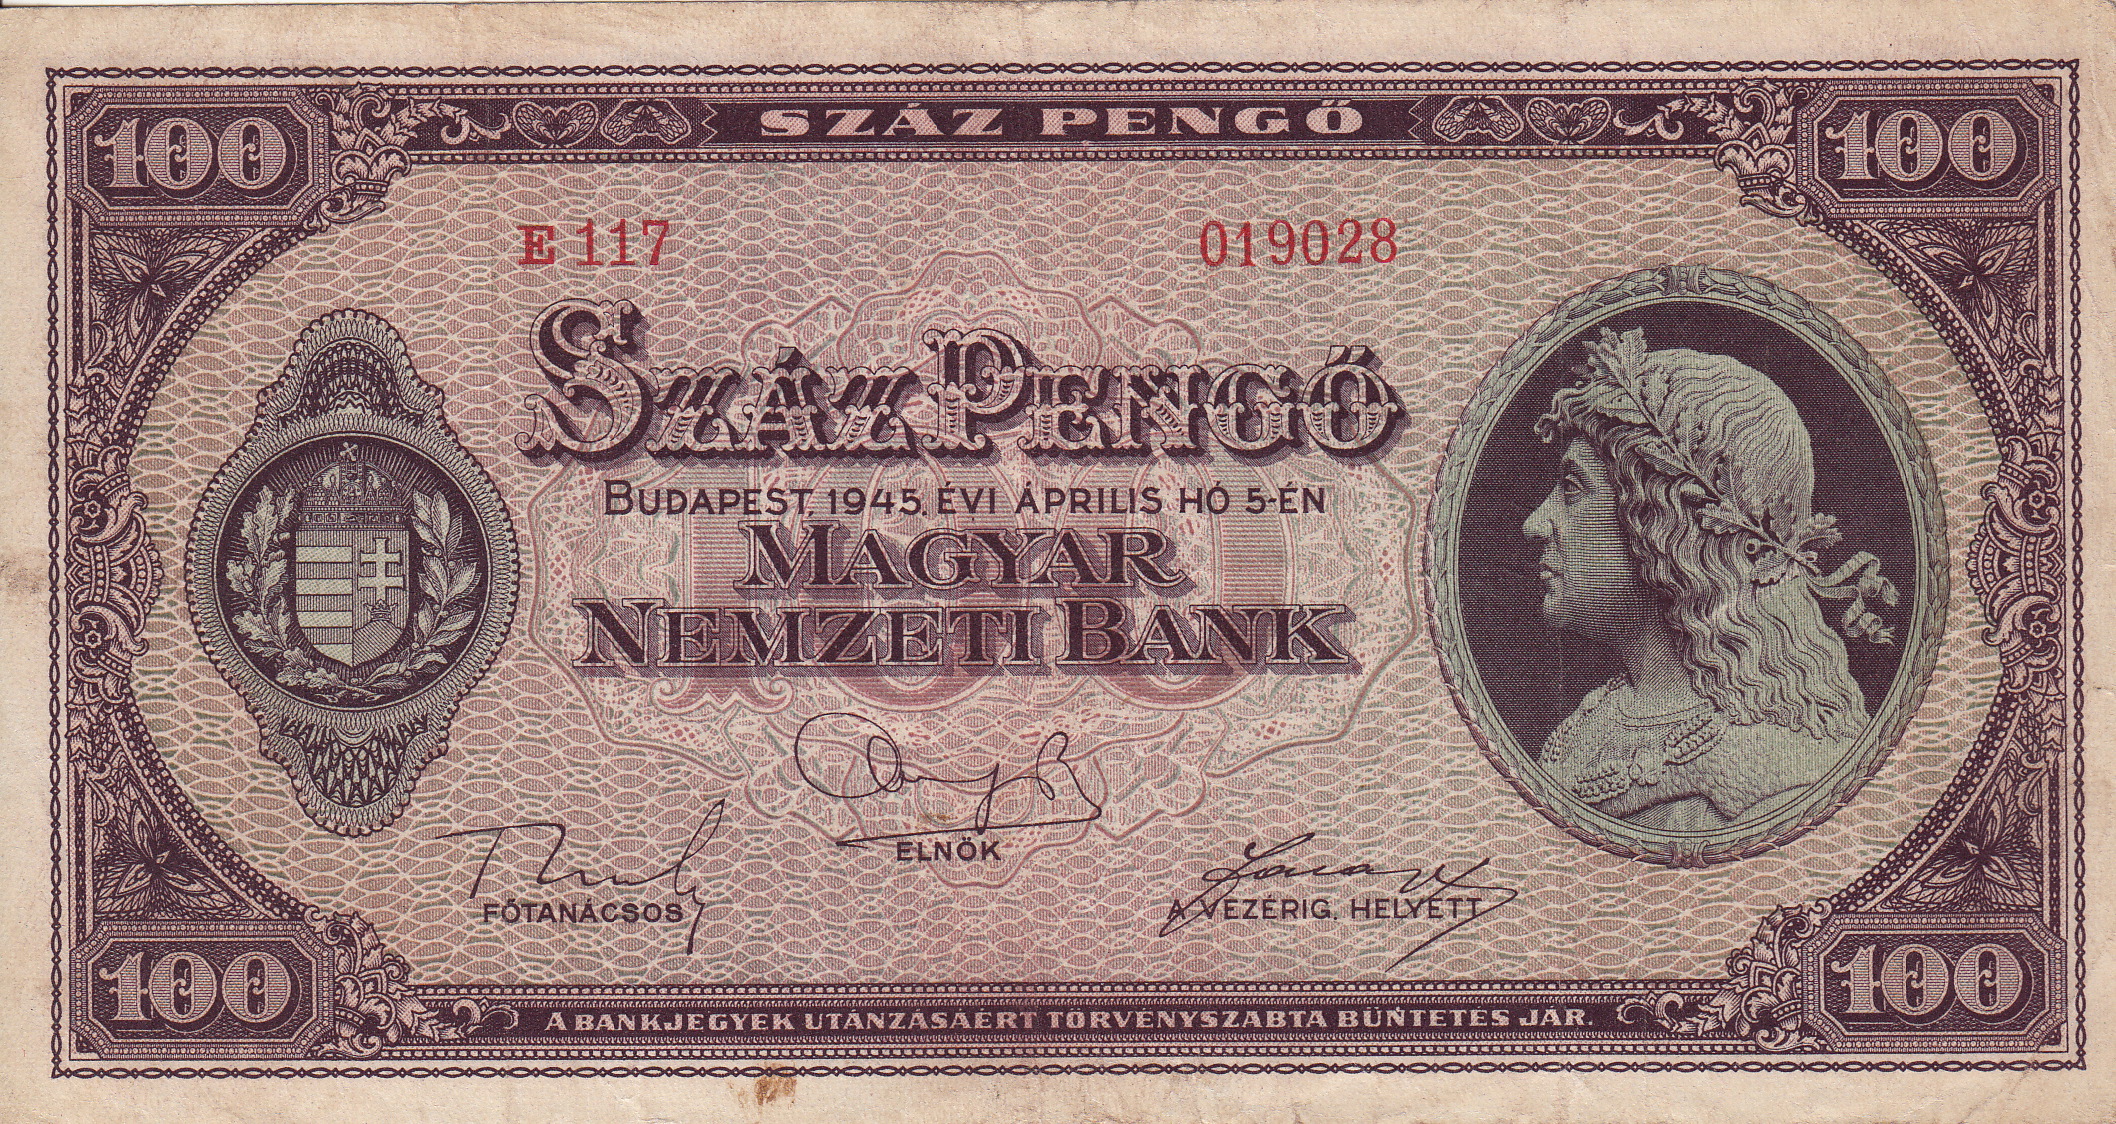 100 SZÁZ PENGŐ 100
E 117 019028
SZÁZ PENGŐ
BUDAPEST, 1945. ÉVI ÁPRILIS HÓ 5-ÉN
MAGYAR
NEMZETI BANK
ELNÖK
FŐTANÁCSOS A VEZÉRIG. HELYETT
100 A BANKJEGYEK UTÁNZÁSÁÉRT TÖRVÉNYSZABTA BÜNTETÉS JÁR. 100